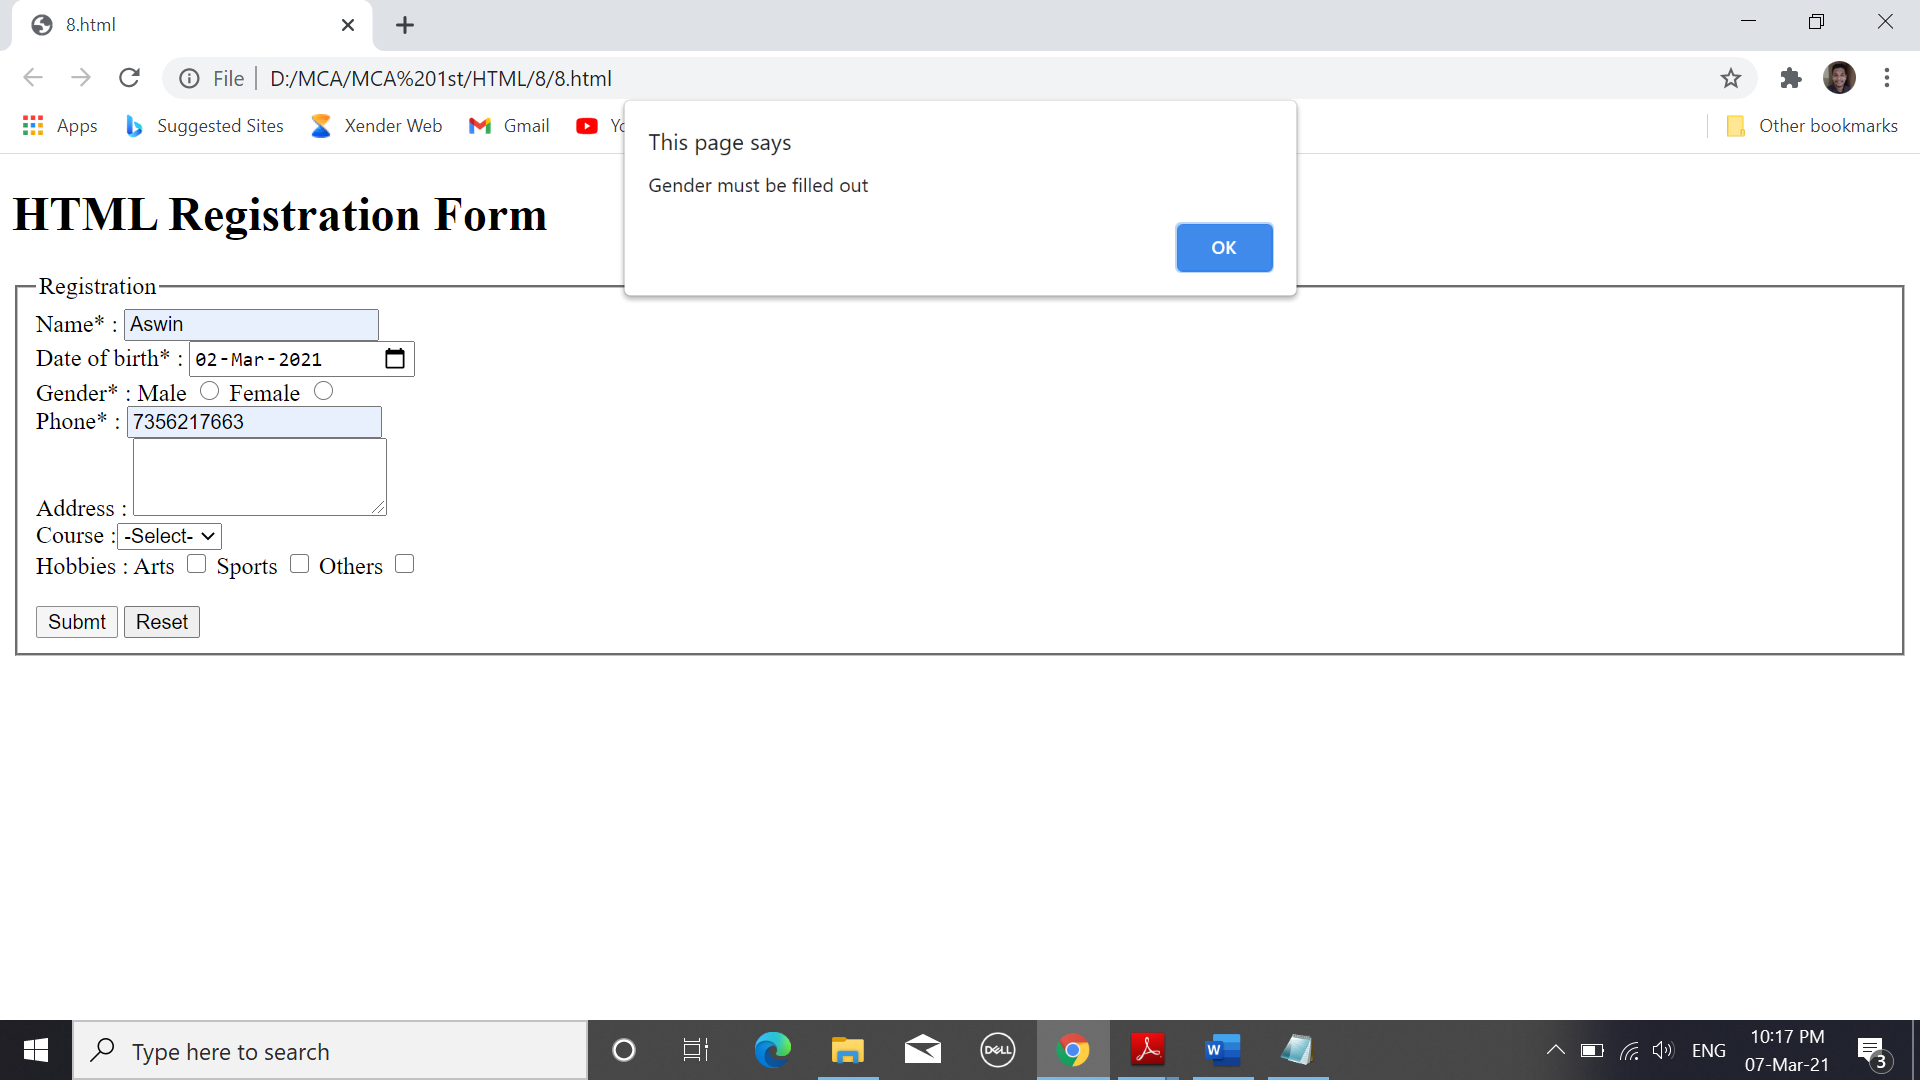 8.html
File D:/MCA/MCA%201st/HTML/8/8.html
Apps Suggested Sites Xender Web Gmail Other bookmarks
This page says
Gender must be filled out
OK
HTML Registration Form
Registration
Name* : Aswin
Date of birth* : 02-Mar-2021
Gender* : Male Female
Phone* : 7356217663
Address :
Course : -Select-
Hobbies : Arts Sports Others
Submt Reset
Type here to search
DELL
W
ENG
10:17 PM
07-Mar-21
3